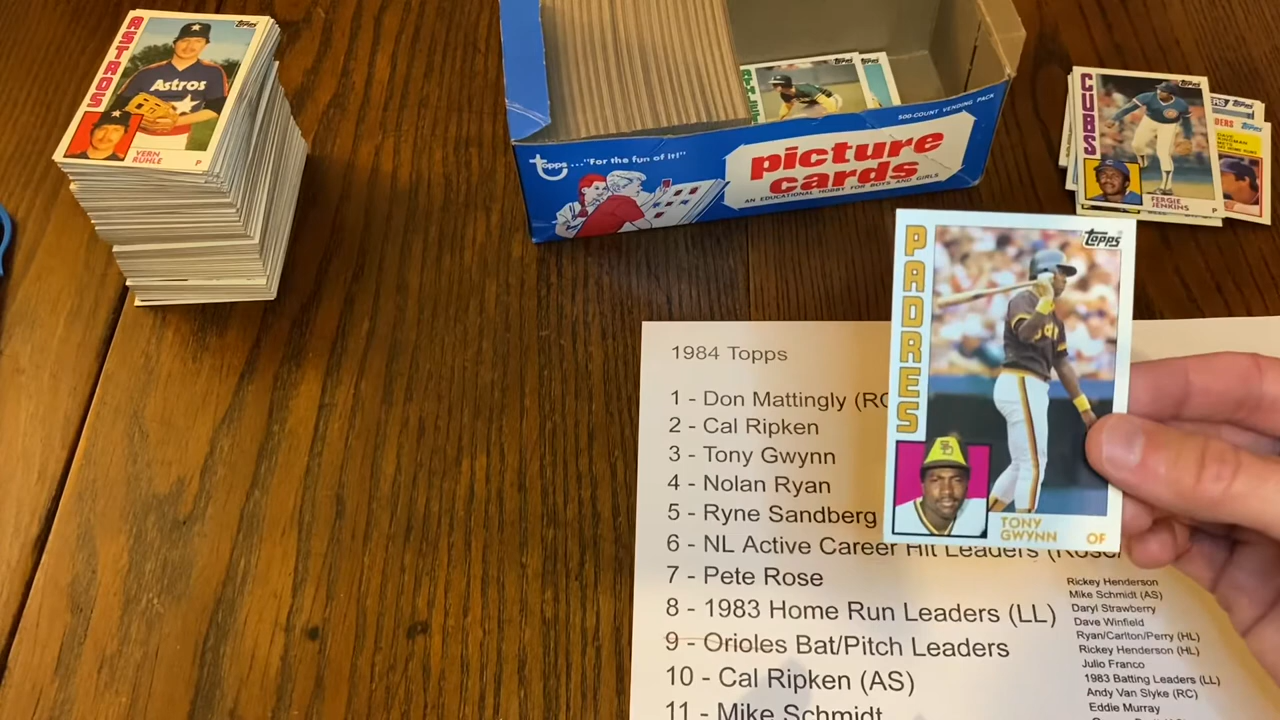 ASTROS
topps
Astros
VERN
RUHLE
P
topps
500-COUNT VENDING PACK
topps ..."For the fun of it!"
picture
cards
AN EDUCATIONAL HOBBY FOR BOYS AND GIRLS
CUBS
topps
FERGIE
JENKINS
P
PADRES
topps
TONY
GWYNN
OF
1984 Topps
1 - Don Mattingly (RC
2 - Cal Ripken
3 - Tony Gwynn
4 - Nolan Ryan
5 - Ryne Sandberg
6 - NL Active Career Hit Leaders (Rose/
7 - Pete Rose
8 - 1983 Home Run Leaders (LL)
9 - Orioles Bat/Pitch Leaders
10 - Cal Ripken (AS)
11 - Mike Schmidt
Rickey Henderson
Mike Schmidt (AS)
Daryl Strawberry
Dave Winfield
Ryan/Carlton/Perry (HL)
Rickey Henderson (HL)
Julio Franco
1983 Batting Leaders (LL)
Andy Van Slyke (RC)
Eddie Murray